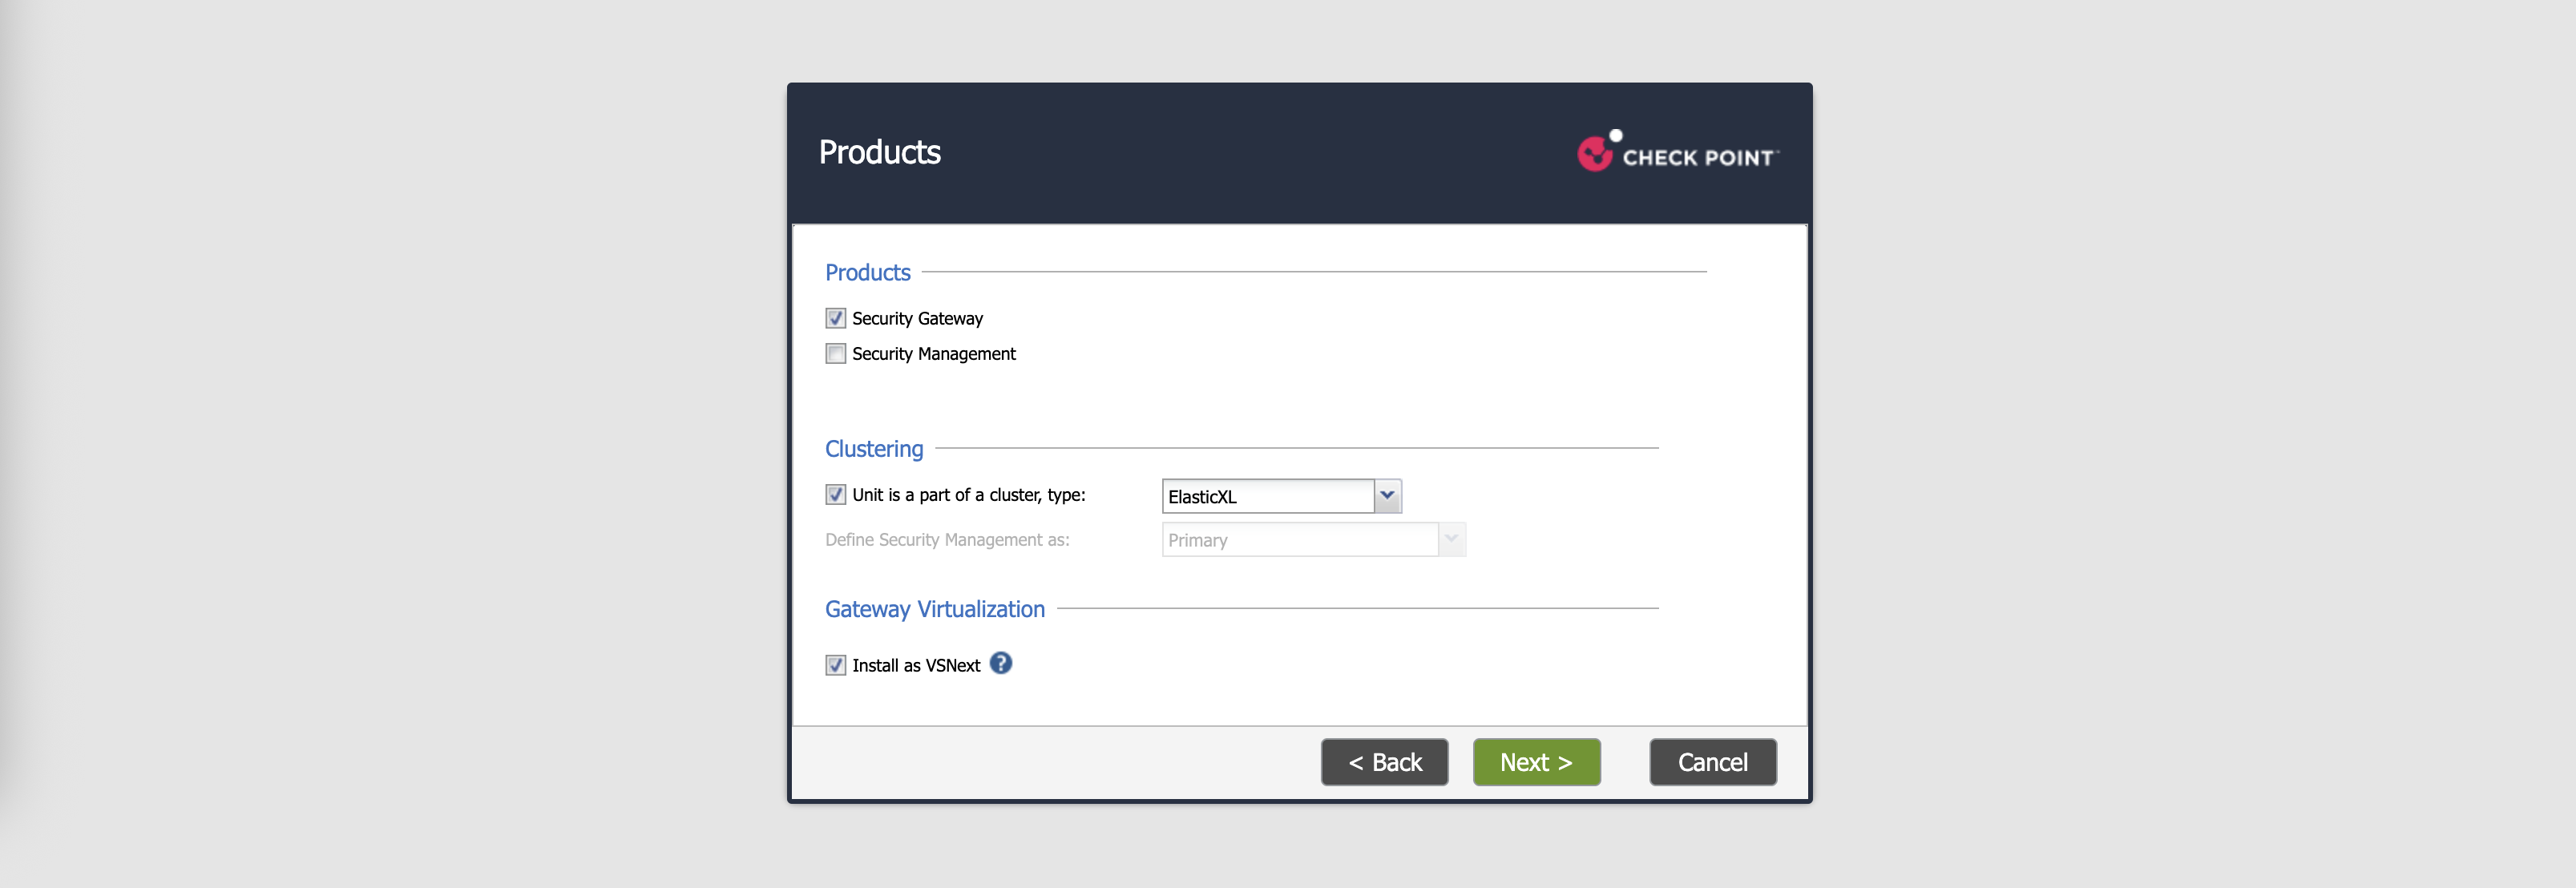 Products
CHECK POINT™
Products
Security Gateway
Security Management
Clustering
Unit is a part of a cluster, type: ElasticXL
Define Security Management as: Primary
Gateway Virtualization
Install as VSNext ?
< Back Next > Cancel